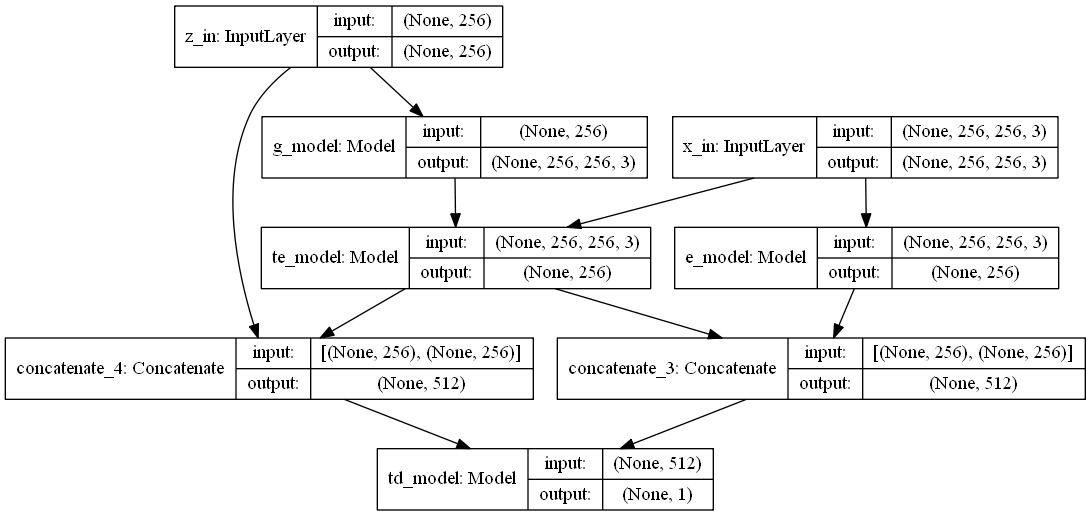 z_in: InputLayer
input:
(None, 256)
output:
(None, 256)
g_model: Model
input:
(None, 256)
output:
(None, 256, 256, 3)
x_in: InputLayer
input:
(None, 256, 256, 3)
output:
(None, 256, 256, 3)
te_model: Model
input:
(None, 256, 256, 3)
output:
(None, 256)
e_model: Model
input:
(None, 256, 256, 3)
output:
(None, 256)
concatenate_4: Concatenate
input:
[(None, 256), (None, 256)]
output:
(None, 512)
concatenate_3: Concatenate
input:
[(None, 256), (None, 256)]
output:
(None, 512)
td_model: Model
input:
(None, 512)
output:
(None, 1)